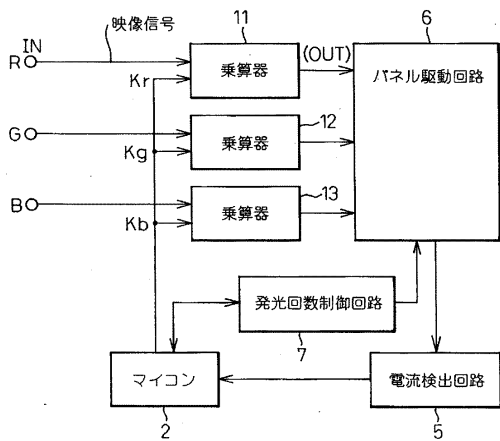 映像信号
11
6
IN
R
乗算器
(OUT)
パネル駆動回路
Kr
12
G
乗算器
Kg
13
B
乗算器
Kb
発光回数制御回路
7
マイコン
電流検出回路
2
5